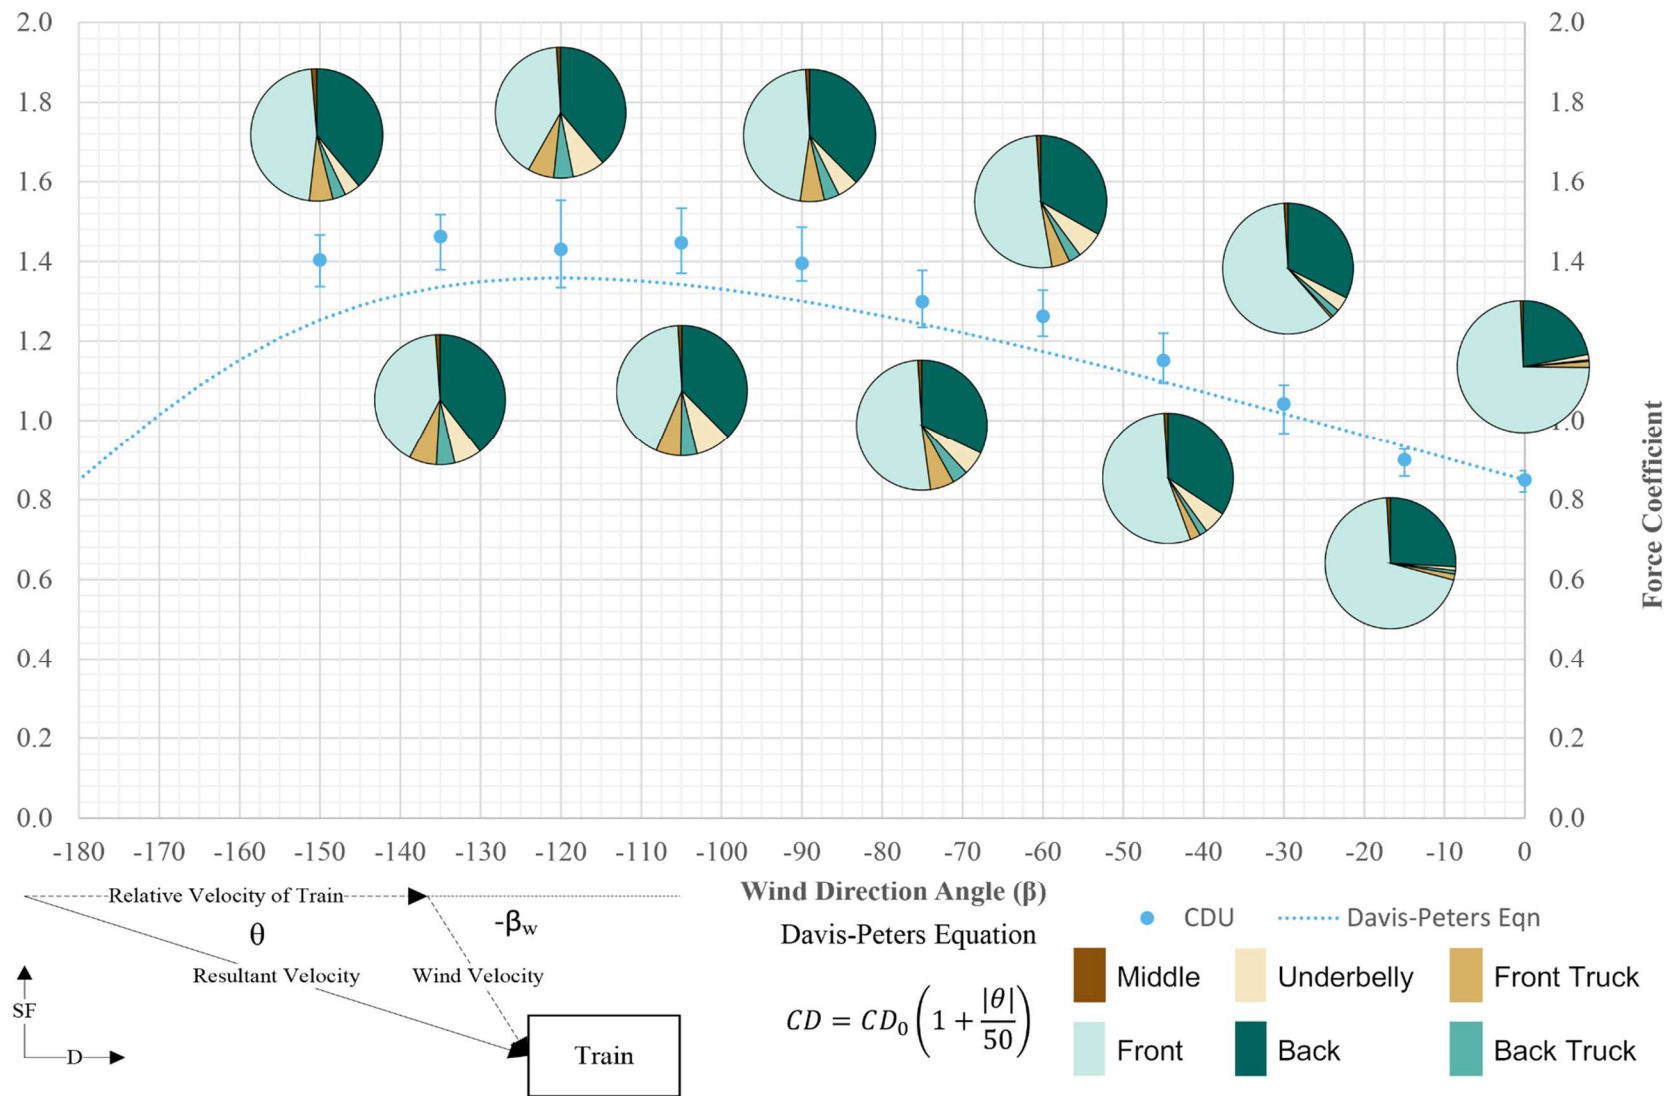 2.0 2.0
1.8 1.8
1.6 1.6
1.4 1.4
1.2 1.2
1.0 1.0
0.8 0.8
0.6 0.6
0.4 0.4
0.2 0.2
0.0 0.0
Force Coefficient
-180 -170 -160 -150 -140 -130 -120 -110 -100 -90 -80 -70 -60 -50 -40 -30 -20 -10 0
Wind Direction Angle (β)
Relative Velocity of Train
θ
-βw
Resultant Velocity
Wind Velocity
SF
D
Train
Davis-Peters Equation
CD = CD₀(1 + |θ|/50)
CDU Davis-Peters Eqn
Middle Underbelly Front Truck
Front Back Back Truck